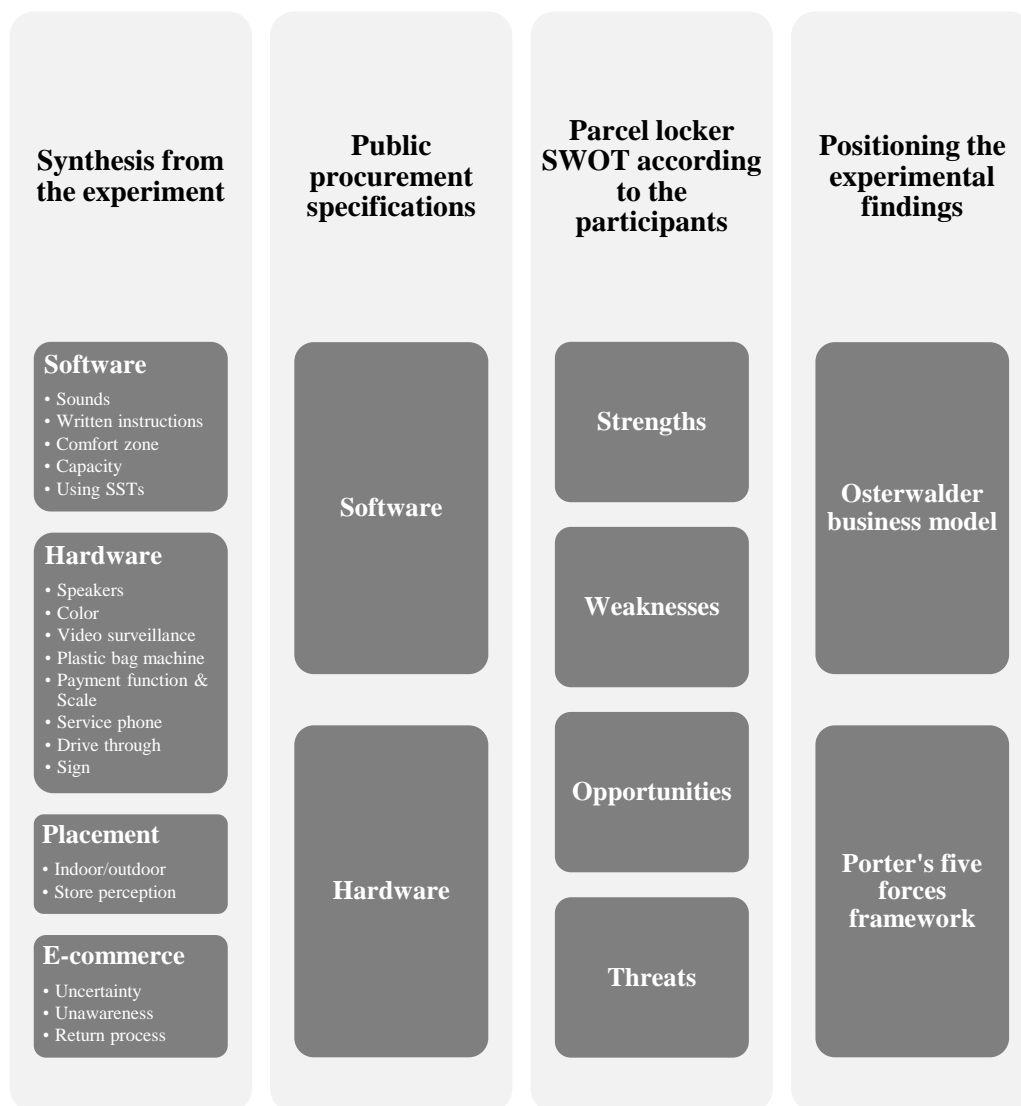 Synthesis from
the experiment
Software
• Sounds
• Written instructions
• Comfort zone
• Capacity
• Using SSTs
Hardware
• Speakers
• Color
• Video surveillance
• Plastic bag machine
• Payment function &
Scale
• Service phone
• Drive through
• Sign
Placement
• Indoor/outdoor
• Store perception
E-commerce
• Uncertainty
• Unawareness
• Return process
Public
procurement
specifications
Software
Hardware
Parcel locker
SWOT according
to the
participants
Strengths
Weaknesses
Opportunities
Threats
Positioning the
experimental
findings
Osterwalder
business model
Porter's five
forces
framework